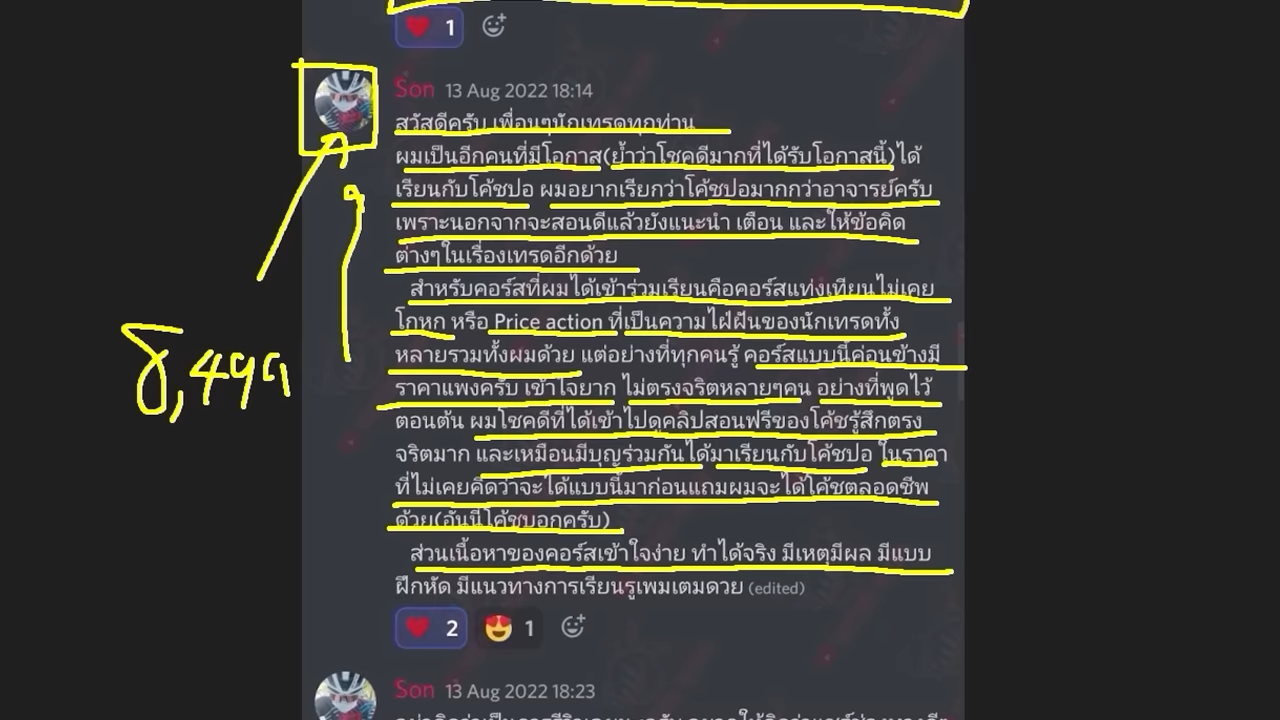 1
Son 13 Aug 2022 18:14
สวัสดีครับ เพื่อนๆนักเทรดทุกท่าน
ผมเป็นอีกคนที่มีโอกาส(ย้ำว่าโชคดีมากที่ได้รับโอกาสนี้)ได้
เรียนกับโค้ชปอ ผมอยากเรียกว่าโค้ชปอมากกว่าอาจารย์ครับ
เพราะนอกจากจะสอนดีแล้วยังแนะนำ เตือน และให้ข้อคิด
ต่างๆในเรื่องเทรดอีกด้วย
สำหรับคอร์สที่ผมได้เข้าร่วมเรียนคือคอร์สแท่งเทียนไม่เคย
โกหก หรือ Price action ที่เป็นความไฝ่ฝันของนักเทรดทั้ง
หลายรวมทั้งผมด้วย แต่อย่างที่ทุกคนรู้ คอร์สแบบนี้ค่อนข้างมี
ราคาแพงครับ เข้าใจยาก ไม่ตรงจริตหลายๆคน อย่างที่พูดไว้
ตอนต้น ผมโชคดีที่ได้เข้าไปดูคลิปสอนฟรีของโค้ชรู้สึกตรง
จริตมาก และเหมือนมีบุญร่วมกันได้มาเรียนกับโค้ชปอ ในราคา
ที่ไม่เคยคิดว่าจะได้แบบนี้มาก่อนแถมผมจะได้โค้ชตลอดชีพ
ด้วย(อันนี้โค้ชบอกครับ)
ส่วนเนื้อหาของคอร์สเข้าใจง่าย ทำได้จริง มีเหตุมีผล มีแบบ
ฝึกหัด มีแนวทางการเรียนรู้เพิ่มเติมด้วย (edited)
2 1
Son 13 Aug 2022 18:23